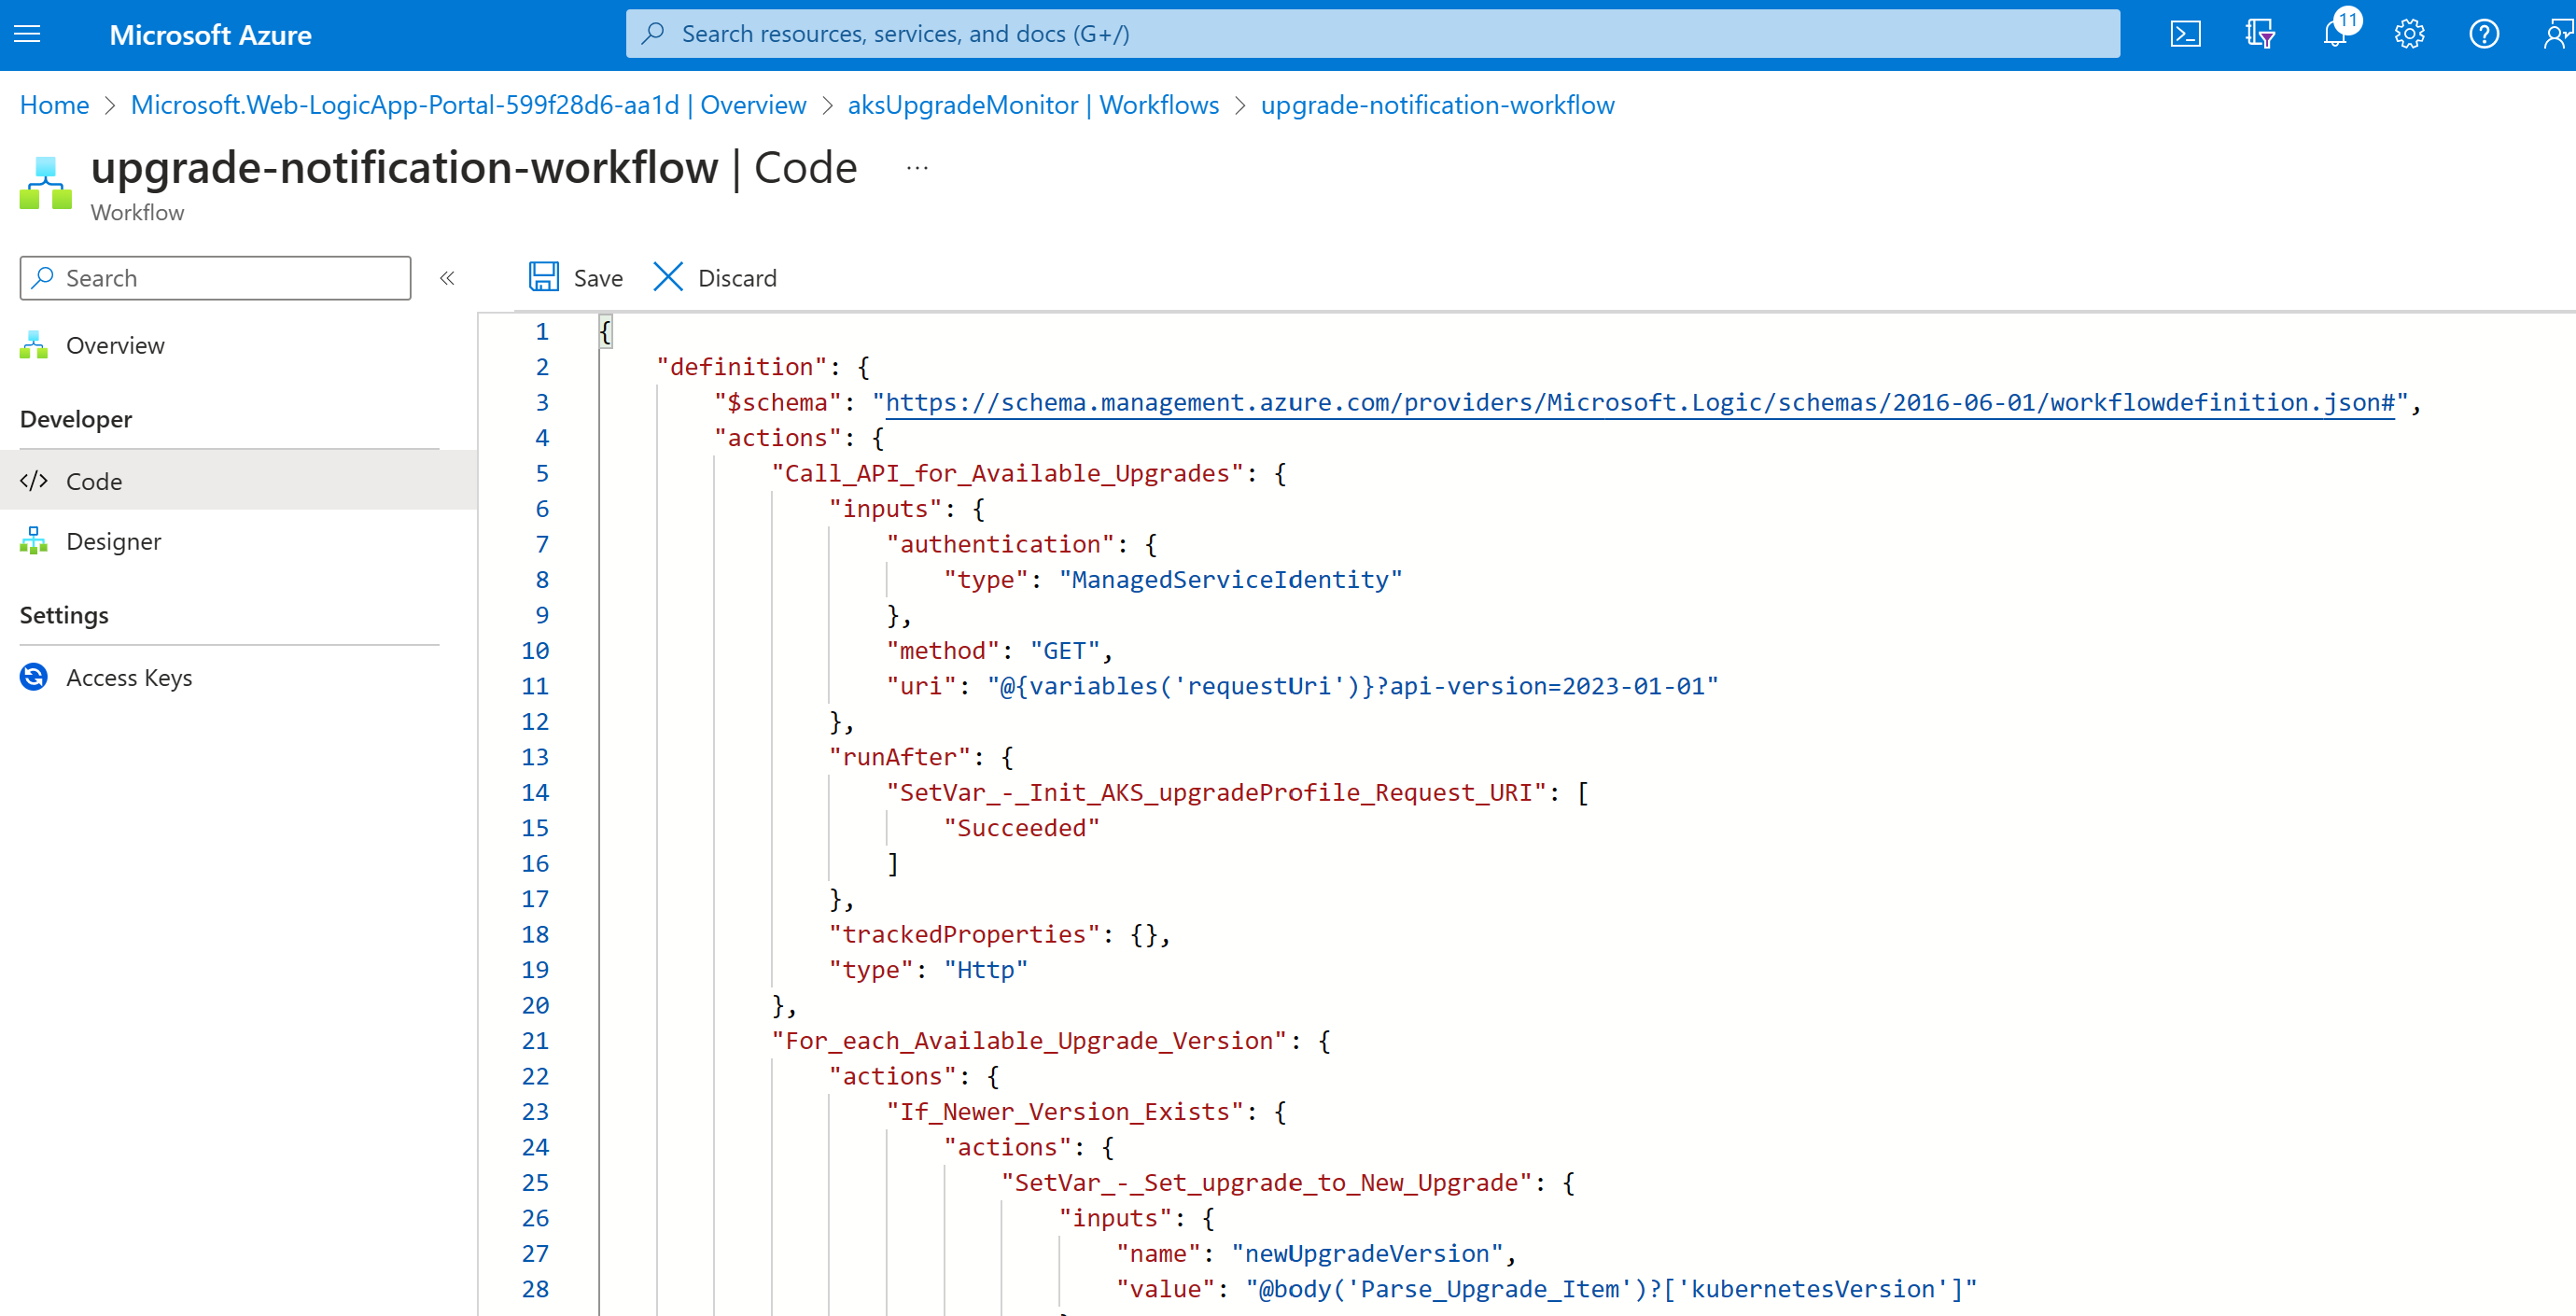 Microsoft Azure
Search resources, services, and docs (G+/)
11
Home > Microsoft.Web-LogicApp-Portal-599f28d6-aa1d | Overview > aksUpgradeMonitor | Workflows > upgrade-notification-workflow
upgrade-notification-workflow | Code ...
Workflow
Search
«
Overview
Developer
</> Code
Designer
Settings
Access Keys
Save Discard
1 {
2 "definition": {
3 "$schema": "https://schema.management.azure.com/providers/Microsoft.Logic/schemas/2016-06-01/workflowdefinition.json#",
4 "actions": {
5 "Call_API_for_Available_Upgrades": {
6 "inputs": {
7 "authentication": {
8 "type": "ManagedServiceIdentity"
9 },
10 "method": "GET",
11 "uri": "@{variables('requestUri')}?api-version=2023-01-01"
12 },
13 "runAfter": {
14 "SetVar_-_Init_AKS_upgradeProfile_Request_URI": [
15 "Succeeded"
16 ]
17 },
18 "trackedProperties": {},
19 "type": "Http"
20 },
21 "For_each_Available_Upgrade_Version": {
22 "actions": {
23 "If_Newer_Version_Exists": {
24 "actions": {
25 "SetVar_-_Set_upgrade_to_New_Upgrade": {
26 "inputs": {
27 "name": "newUpgradeVersion",
28 "value": "@body('Parse_Upgrade_Item')?['kubernetesVersion']"